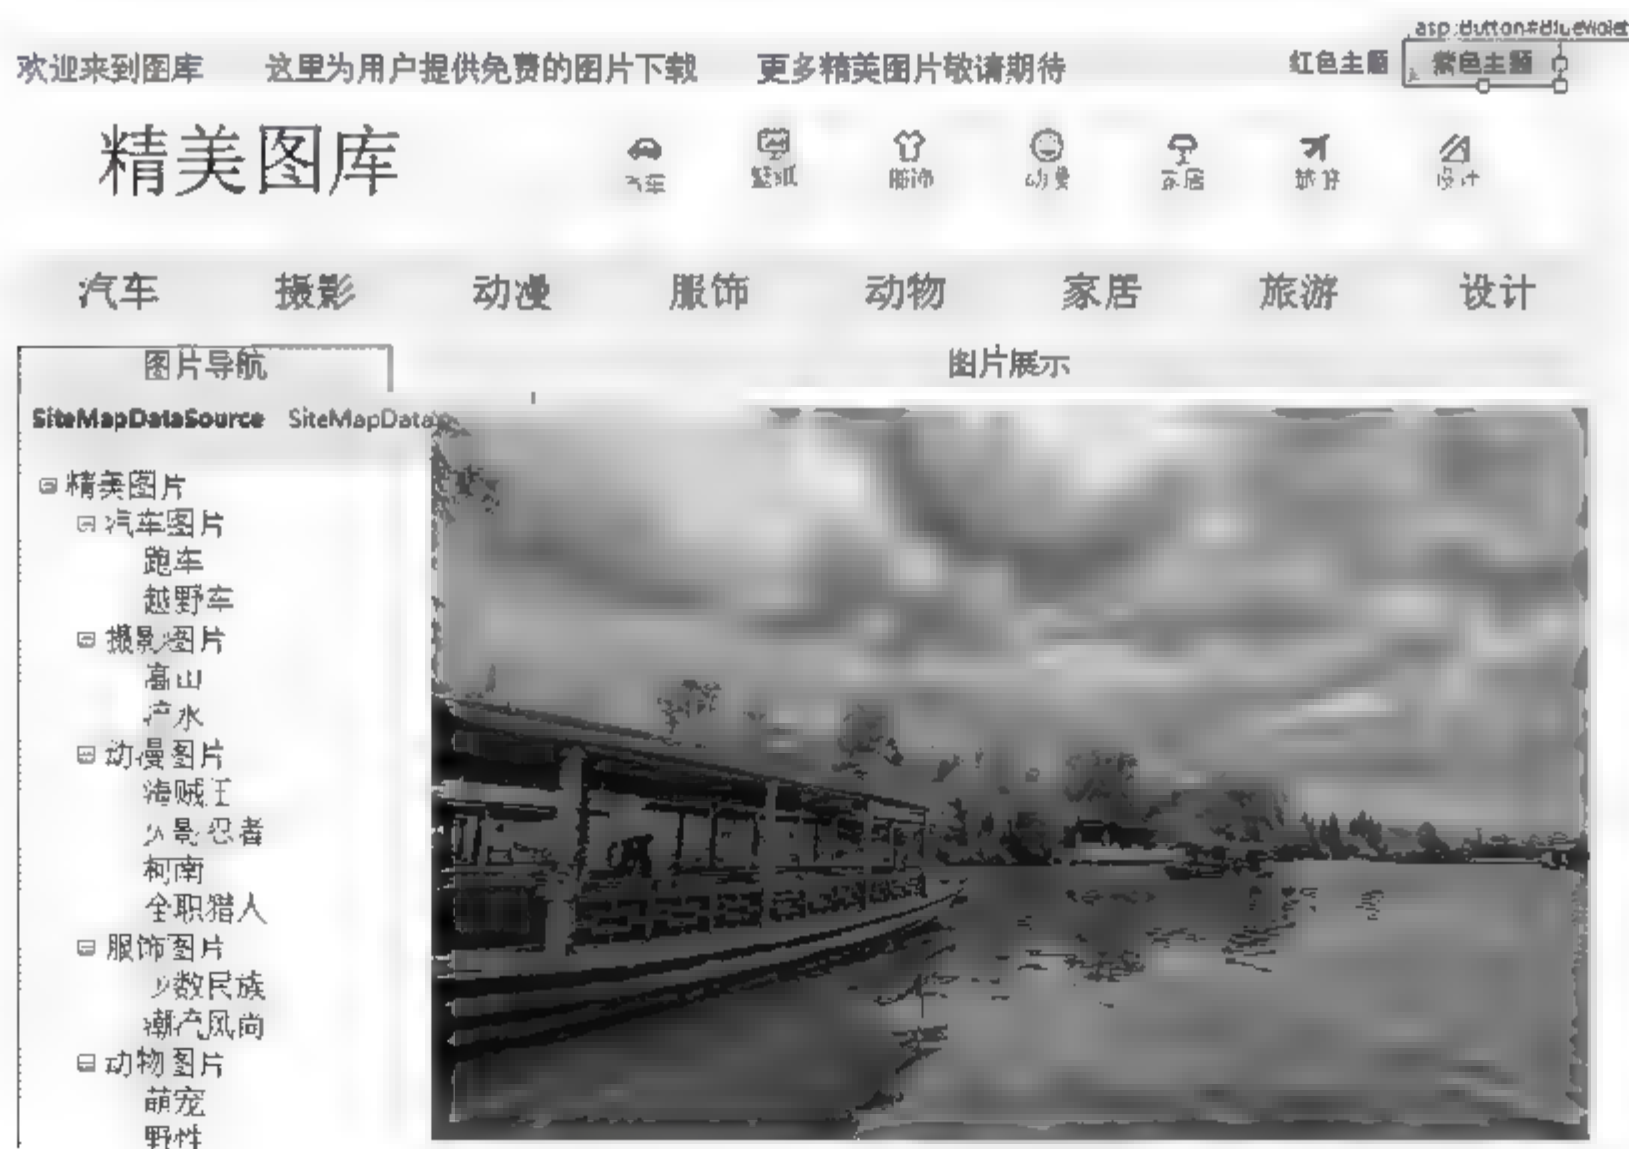 asp:Button#BlueViolet
欢迎来到图库 这里为用户提供免费的图片下载 更多精美图片敬请期待 红色主题 紫色主题
精美图库
汽车 壁纸 服饰 动漫 家居 旅游 设计
汽车 摄影 动漫 服饰 动物 家居 旅游 设计
图片导航 图片展示
SiteMapDataSource SiteMapData
精美图片
汽车图片
跑车
越野车
摄影图片
高山
流水
动漫图片
海贼王
火影忍者
柯南
全职猎人
服饰图片
少数民族
潮流风尚
动物图片
萌宠
野性